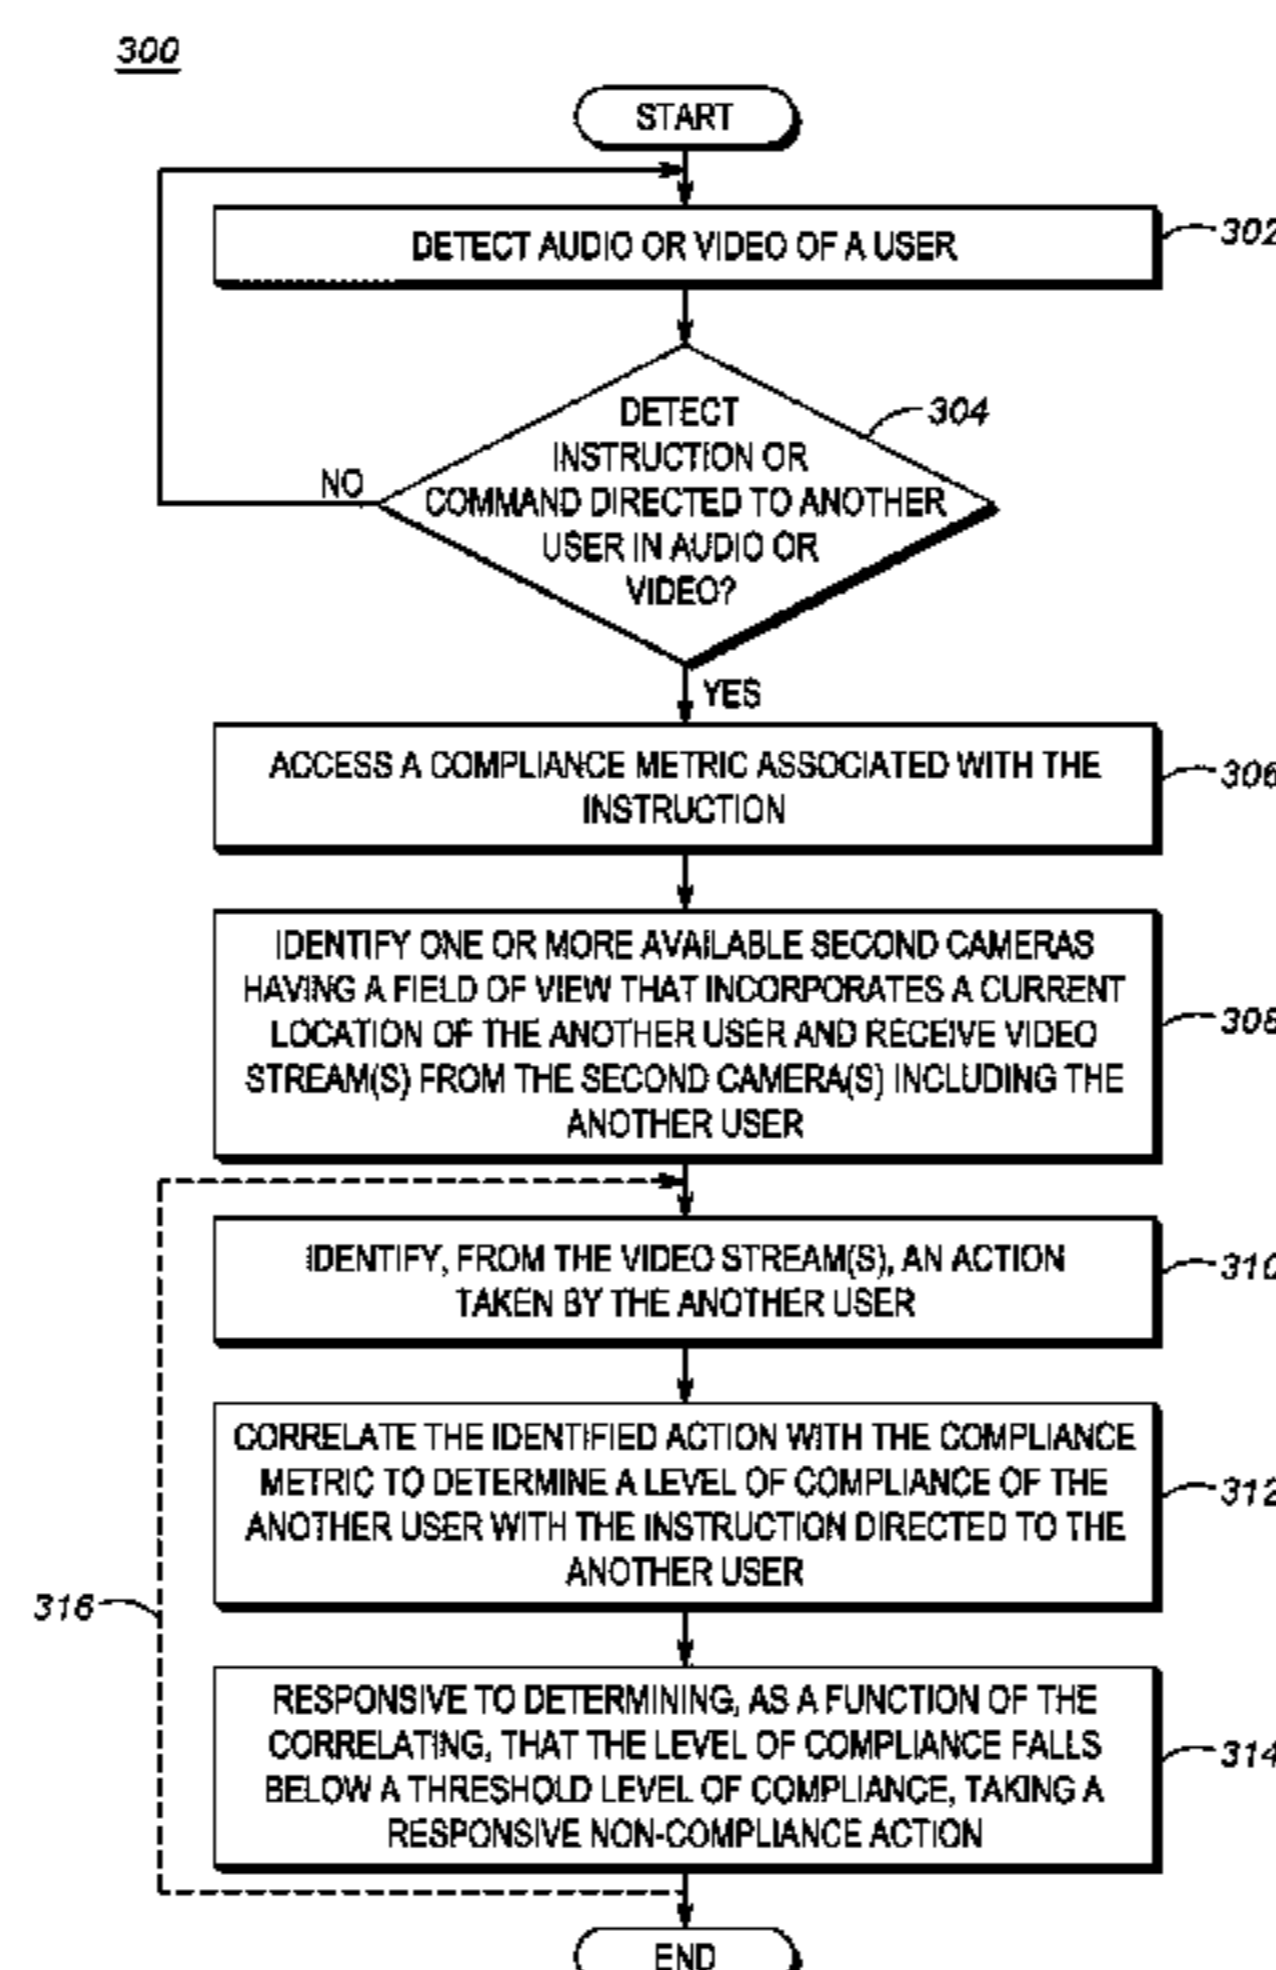 300
START
DETECT AUDIO OR VIDEO OF A USER
302
DETECT
INSTRUCTION OR
COMMAND DIRECTED TO ANOTHER
USER IN AUDIO OR
VIDEO?
304
NO
YES
ACCESS A COMPLIANCE METRIC ASSOCIATED WITH THE
INSTRUCTION
306
IDENTIFY ONE OR MORE AVAILABLE SECOND CAMERAS
HAVING A FIELD OF VIEW THAT INCORPORATES A CURRENT
LOCATION OF THE ANOTHER USER AND RECEIVE VIDEO
STREAM(S) FROM THE SECOND CAMERA(S) INCLUDING THE
ANOTHER USER
308
IDENTIFY, FROM THE VIDEO STREAM(S), AN ACTION
TAKEN BY THE ANOTHER USER
310
CORRELATE THE IDENTIFIED ACTION WITH THE COMPLIANCE
METRIC TO DETERMINE A LEVEL OF COMPLIANCE OF THE
ANOTHER USER WITH THE INSTRUCTION DIRECTED TO THE
ANOTHER USER
312
316
RESPONSIVE TO DETERMINING, AS A FUNCTION OF THE
CORRELATING, THAT THE LEVEL OF COMPLIANCE FALLS
BELOW A THRESHOLD LEVEL OF COMPLIANCE, TAKING A
RESPONSIVE NON-COMPLIANCE ACTION
314
END